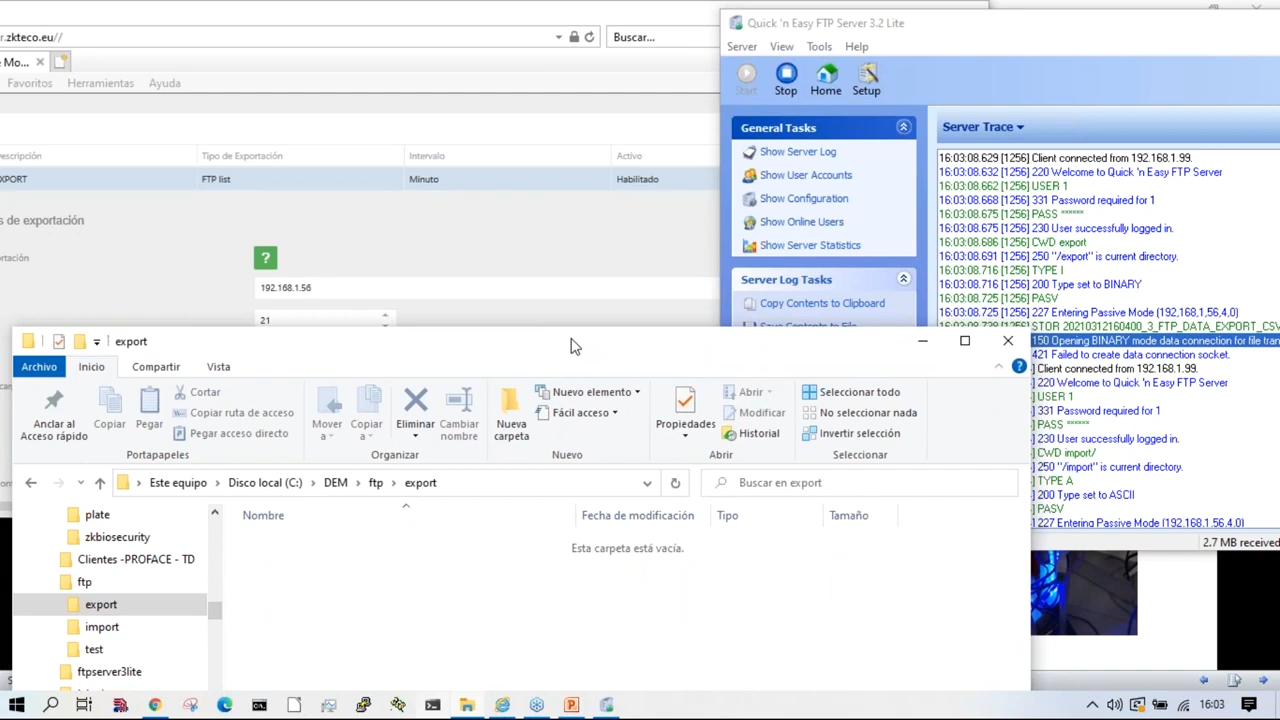 r.zkteco.eu//
Buscar...
e Mo...
Favoritos
Herramientas
Ayuda
escripción
Tipo de Exportación
Intervalo
Activo
XPORT
FTP list
Minuto
Habilitado
s de exportación
rtación
?
192.168.1.56
21
Quick 'n Easy FTP Server 3.2 Lite
Server
View
Tools
Help
Start
Stop
Home
Setup
General Tasks
Show Server Log
Show User Accounts
Show Configuration
Show Online Users
Show Server Statistics
Server Log Tasks
Copy Contents to Clipboard
Server Trace
16:03:08.629 [1256] Client connected from 192.168.1.99.
16:03:08.632 [1256] 220 Welcome to Quick 'n Easy FTP Server
16:03:08.662 [1256] USER 1
16:03:08.668 [1256] 331 Password required for 1
16:03:08.675 [1256] PASS ******
16:03:08.675 [1256] 230 User successfully logged in.
16:03:08.686 [1256] CWD export
16:03:08.691 [1256] 250 "/export" is current directory.
16:03:08.716 [1256] TYPE I
16:03:08.716 [1256] 200 Type set to BINARY
16:03:08.725 [1256] PASV
16:03:08.728 [1256] 227 Entering Passive Mode (192,168,1,56,4,0)
STOR 20210312160400_3_FTP_DATA_EXPORT_CSV
150 Opening BINARY mode data connection for file tran
421 Failed to create data connection socket.
Client connected from 192.168.1.99.
] 220 Welcome to Quick 'n Easy FTP Server
] USER 1
] 331 Password required for 1
] PASS ******
] 230 User successfully logged in.
] CWD import/
] 250 "/import" is current directory.
] TYPE A
] 200 Type set to ASCII
] PASV
] 227 Entering Passive Mode (192,168,1,56,4,0)
2.7 MB received
export
Archivo
Inicio
Compartir
Vista
Anclar al
Acceso rápido
Copiar
Pegar
Cortar
Copiar ruta de acceso
Pegar acceso directo
Portapapeles
Mover
a
Copiar
a
Eliminar
Cambiar
nombre
Organizar
Nueva
carpeta
Nuevo elemento
Fácil acceso
Nuevo
Propiedades
Abrir
Modificar
Historial
Abrir
Seleccionar todo
No seleccionar nada
Invertir selección
Seleccionar
Este equipo
Disco local (C:)
DEM
ftp
export
Buscar en export
Nombre
Fecha de modificación
Tipo
Tamaño
Esta carpeta está vacía.
plate
zkbiosecurity
Clientes -PROFACE - TD
ftp
export
import
test
ftpserver3lite
16:03